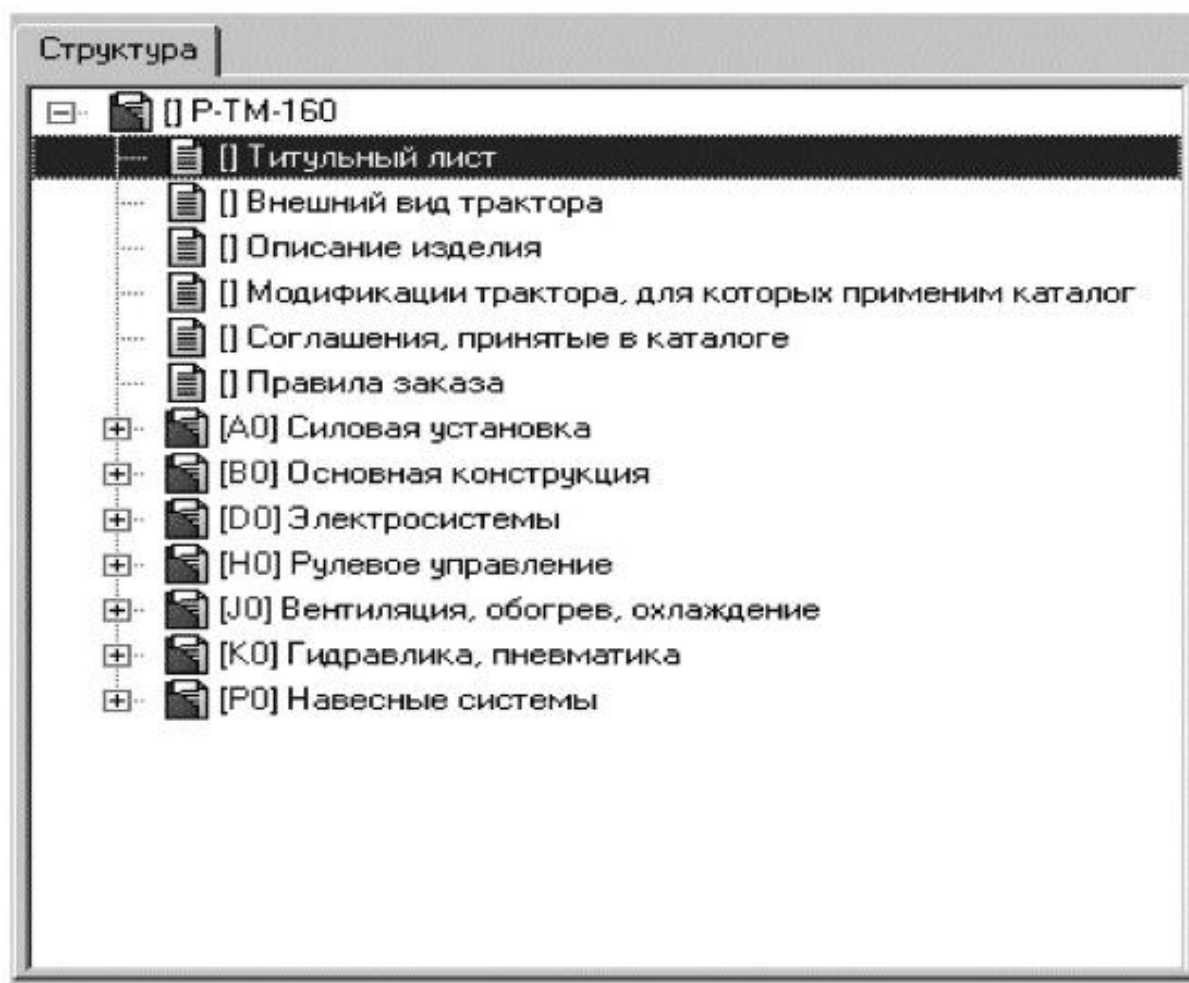 Структура
[] Р-ТМ-160
[] Титульный лист
[] Внешний вид трактора
[] Описание изделия
[] Модификации трактора, для которых применим каталог
[] Соглашения, принятые в каталоге
[] Правила заказа
[A0] Силовая установка
[B0] Основная конструкция
[D0] Электросистемы
[H0] Рулевое управление
[J0] Вентиляция, обогрев, охлаждение
[K0] Гидравлика, пневматика
[P0] Навесные системы